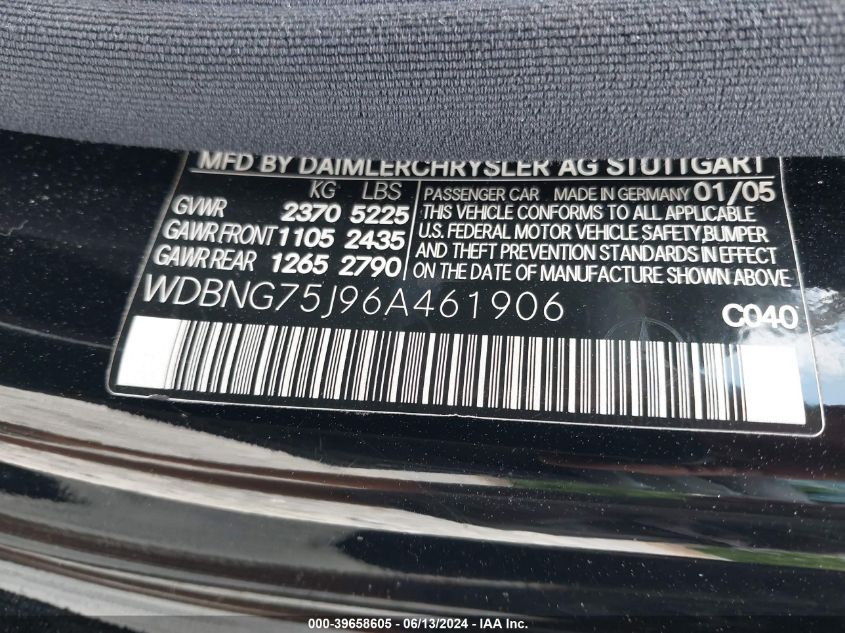 MFD BY DAIMLERCHRYSLER AG STUTTGART
KG LBS
GVWR 2370 5225
GAWR FRONT 1105 2435
GAWR REAR 1265 2790
PASSENGER CAR MADE IN GERMANY 01/05
THIS VEHICLE CONFORMS TO ALL APPLICABLE
U.S. FEDERAL MOTOR VEHICLE SAFETY,BUMPER
AND THEFT PREVENTION STANDARDS IN EFFECT
ON THE DATE OF MANUFACTURE SHOWN ABOVE
WDBNG75J96A461906
C040
000-39658605 - 06/13/2024 - © IAA Inc.